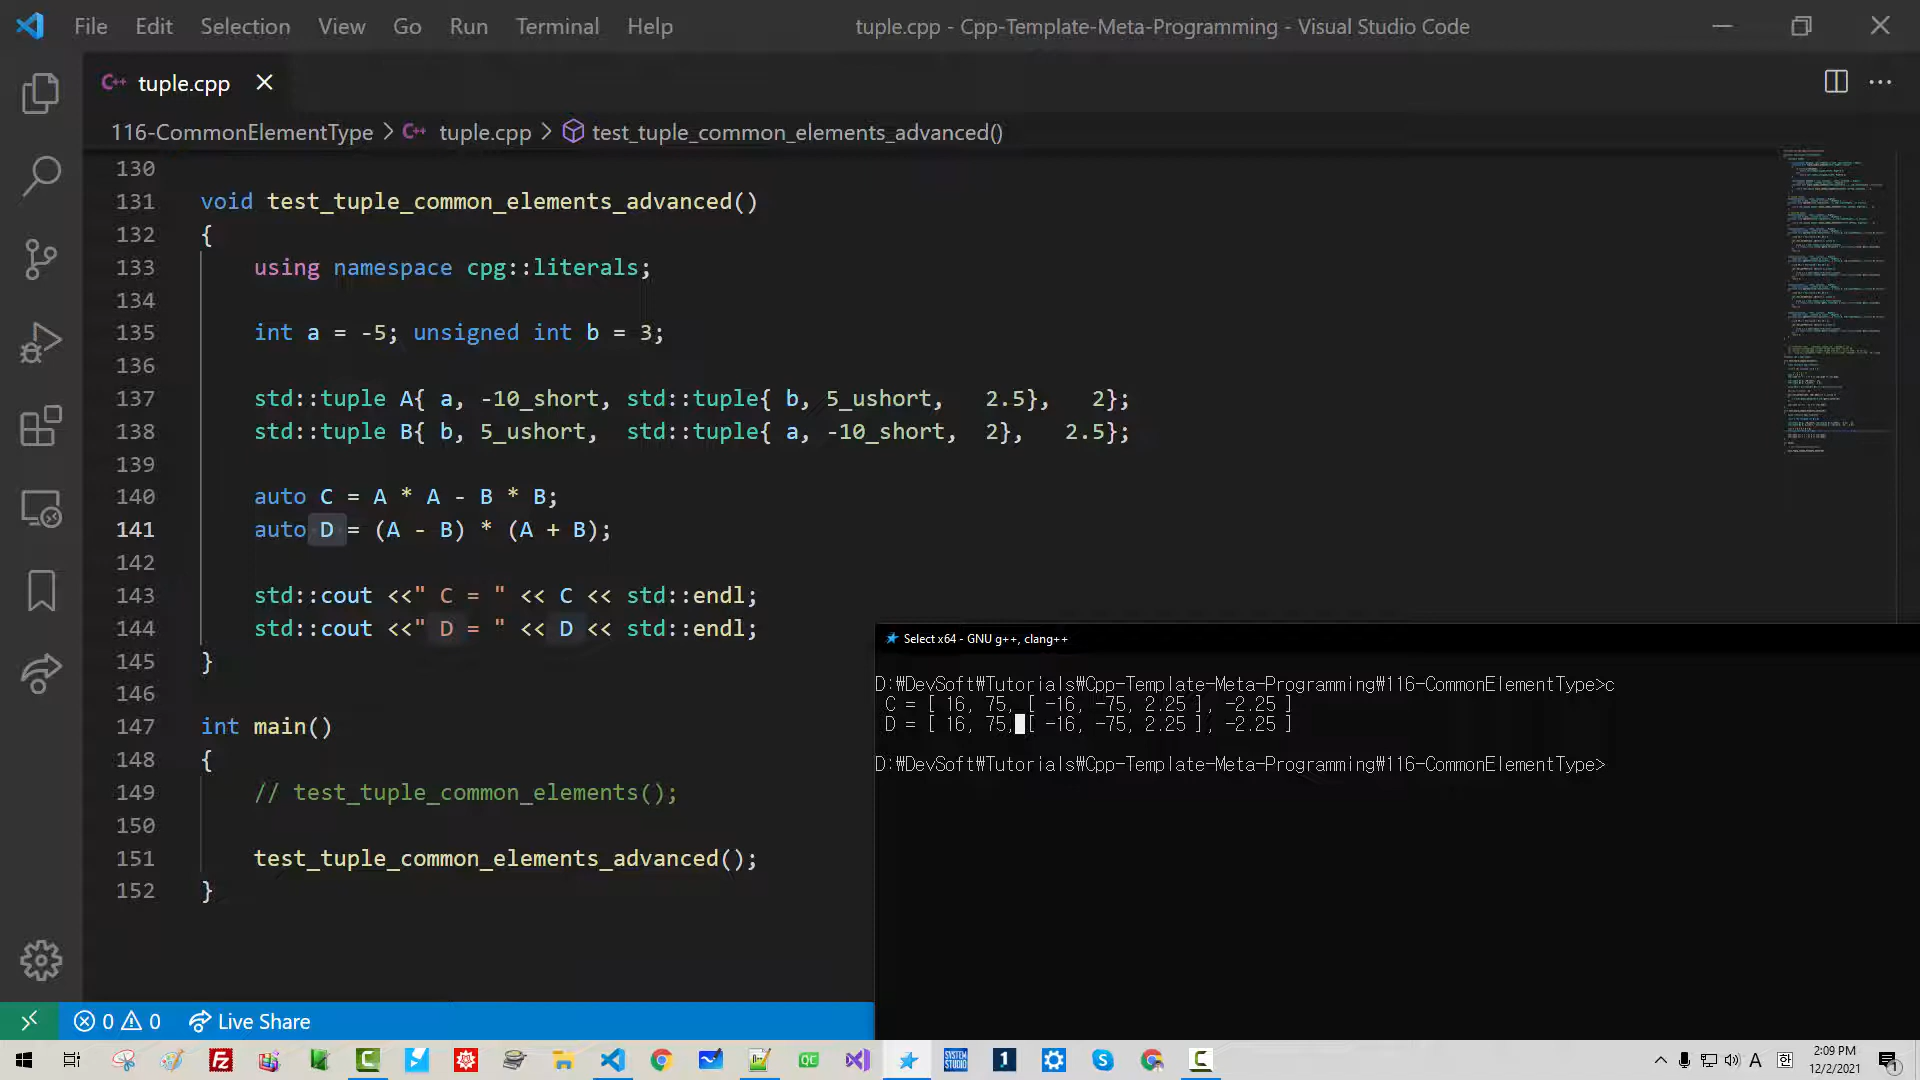 File Edit Selection View Go Run Terminal Help tuple.cpp - Cpp-Template-Meta-Programming - Visual Studio Code
C++ tuple.cpp
116-CommonElementType > C++ tuple.cpp > test_tuple_common_elements_advanced()
130
131 void test_tuple_common_elements_advanced()
132 {
133 using namespace cpg::literals;
134
135 int a = -5; unsigned int b = 3;
136
137 std::tuple A{ a, -10_short, std::tuple{ b, 5_ushort, 2.5}, 2};
138 std::tuple B{ b, 5_ushort, std::tuple{ a, -10_short, 2}, 2.5};
139
140 auto C = A * A - B * B;
141 auto D = (A - B) * (A + B);
142
143 std::cout <<" C = " << C << std::endl;
144 std::cout <<" D = " << D << std::endl;
145 }
146
147 int main()
148 {
149 // test_tuple_common_elements();
150
151 test_tuple_common_elements_advanced();
152 }
Select x64 - GNU g++, clang++
D:₩DevSoft₩Tutorials₩Cpp-Template-Meta-Programming₩116-CommonElementType>c
C = [ 16, 75, [ -16, -75, 2.25 ], -2.25 ]
D = [ 16, 75, [ -16, -75, 2.25 ], -2.25 ]
D:₩DevSoft₩Tutorials₩Cpp-Template-Meta-Programming₩116-CommonElementType>
0 0 Live Share
A 한 2:09 PM
12/2/2021